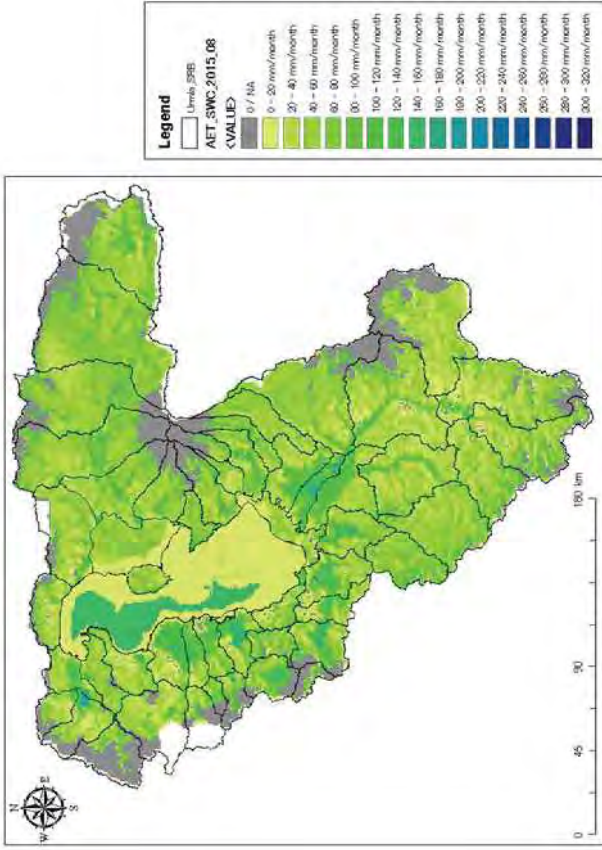 Legend
Urmia_SRB
AET_SWC_2015_08
<VALUE>
0 / NA
0 - 20 mm/month
20 - 40 mm/month
40 - 60 mm/month
60 - 80 mm/month
80 - 100 mm/month
100 - 120 mm/month
120 - 140 mm/month
140 - 160 mm/month
160 - 180 mm/month
180 - 200 mm/month
200 - 220 mm/month
220 - 240 mm/month
240 - 260 mm/month
260 - 280 mm/month
280 - 300 mm/month
300 - 320 mm/month
N
W
E
S
0
45
90
180 km